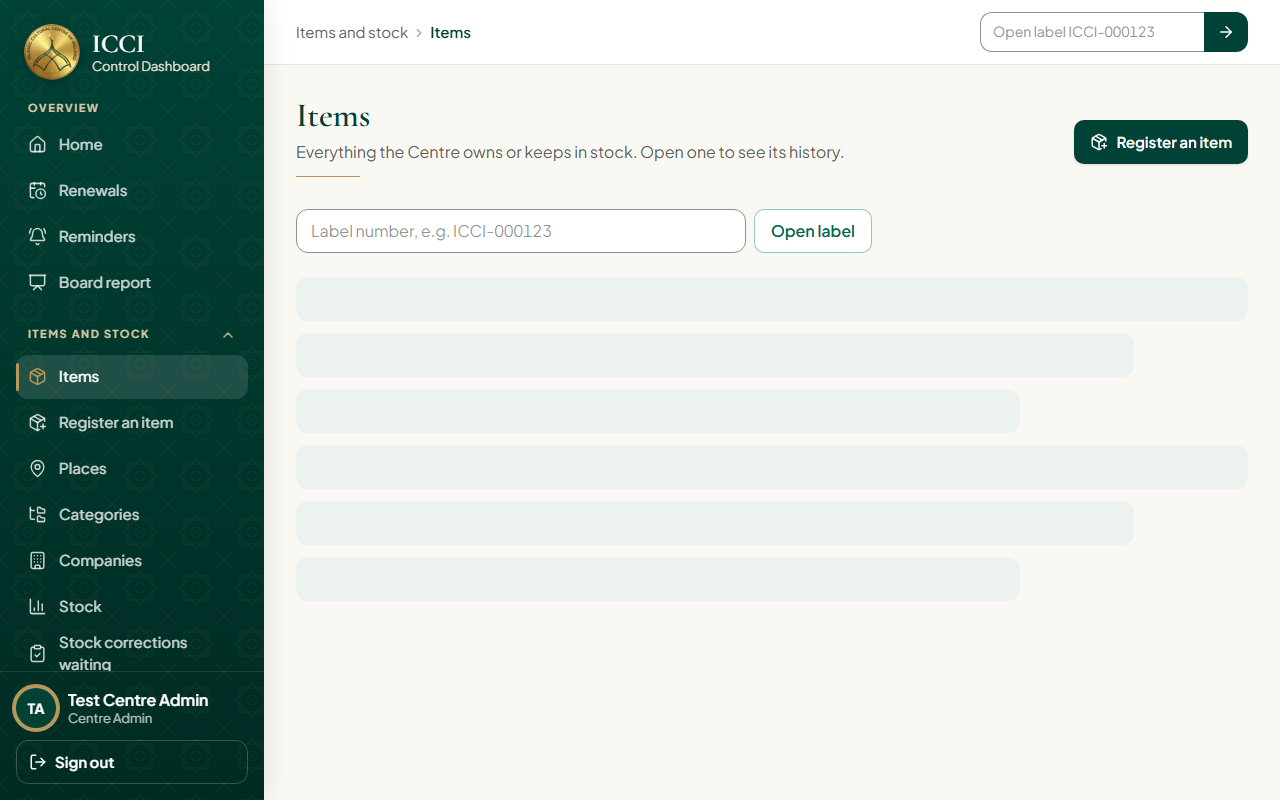 ICCI
Control Dashboard
OVERVIEW
Home
Renewals
Reminders
Board report
ITEMS AND STOCK
Items
Register an item
Places
Categories
Companies
Stock
Stock corrections
waiting
TA
Test Centre Admin
Centre Admin
Sign out
Items and stock
Items
Open label ICCI-000123
Items
Everything the Centre owns or keeps in stock. Open one to see its history.
Register an item
Label number, e.g. ICCI-000123
Open label